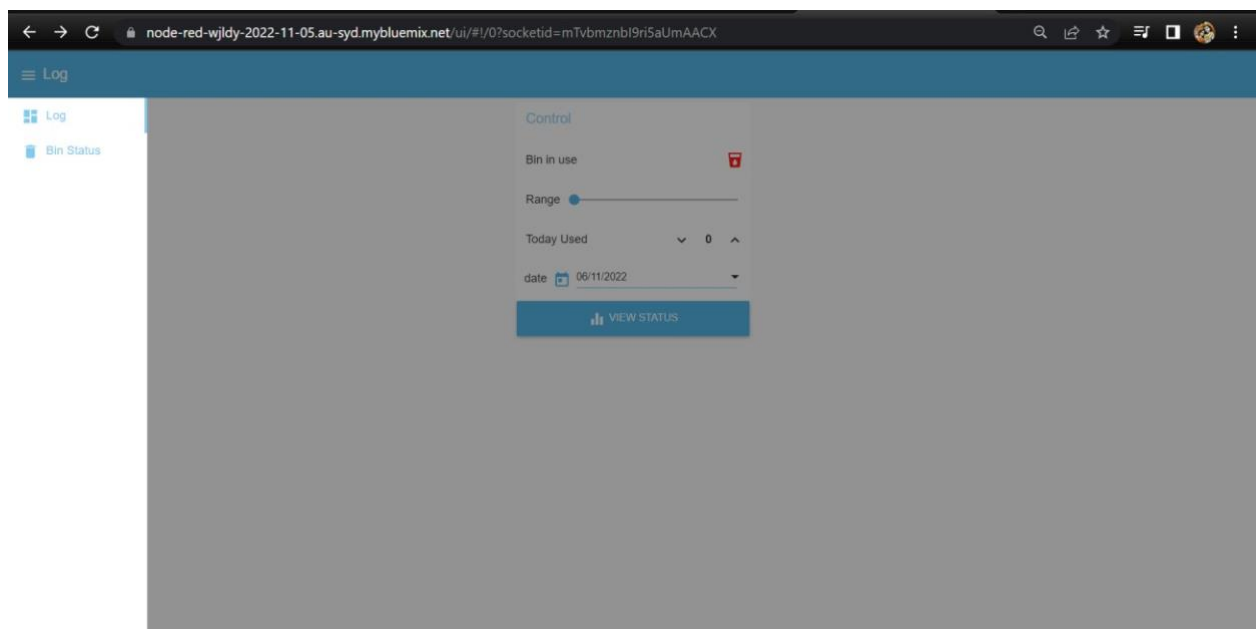 node-red-wjldy-2022-11-05.au-syd.mybluemix.net/ui/#!/0?socketid=mTvbmznbI9ri5aUmAACX
Log
Log
Bin Status
Control
Bin in use
Range
Today Used 0
date 06/11/2022
VIEW STATUS